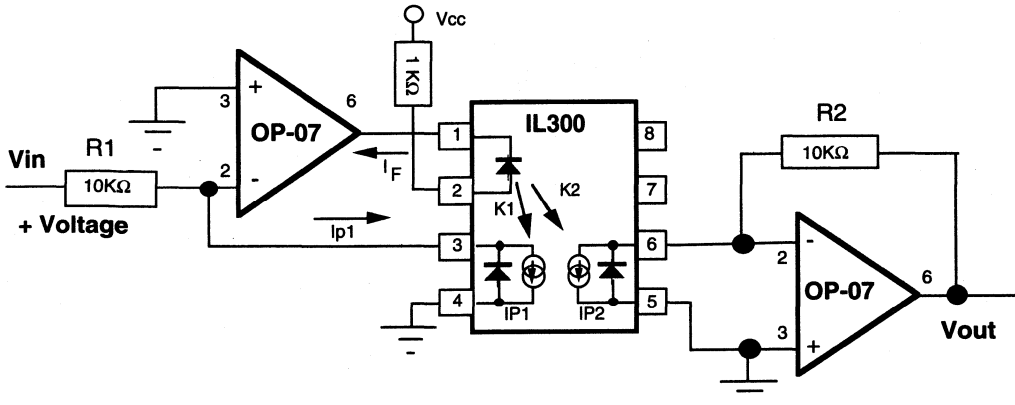 Vcc
1 KΩ
3
+
6
OP-07
2
-
-
Vin
R1
10KΩ
+ Voltage
I F
Ip1
IL300
1
2
3
4
8
7
6
5
K1
K2
IP1
IP2
R2
10KΩ
-
2
OP-07
6
3
+
Vout